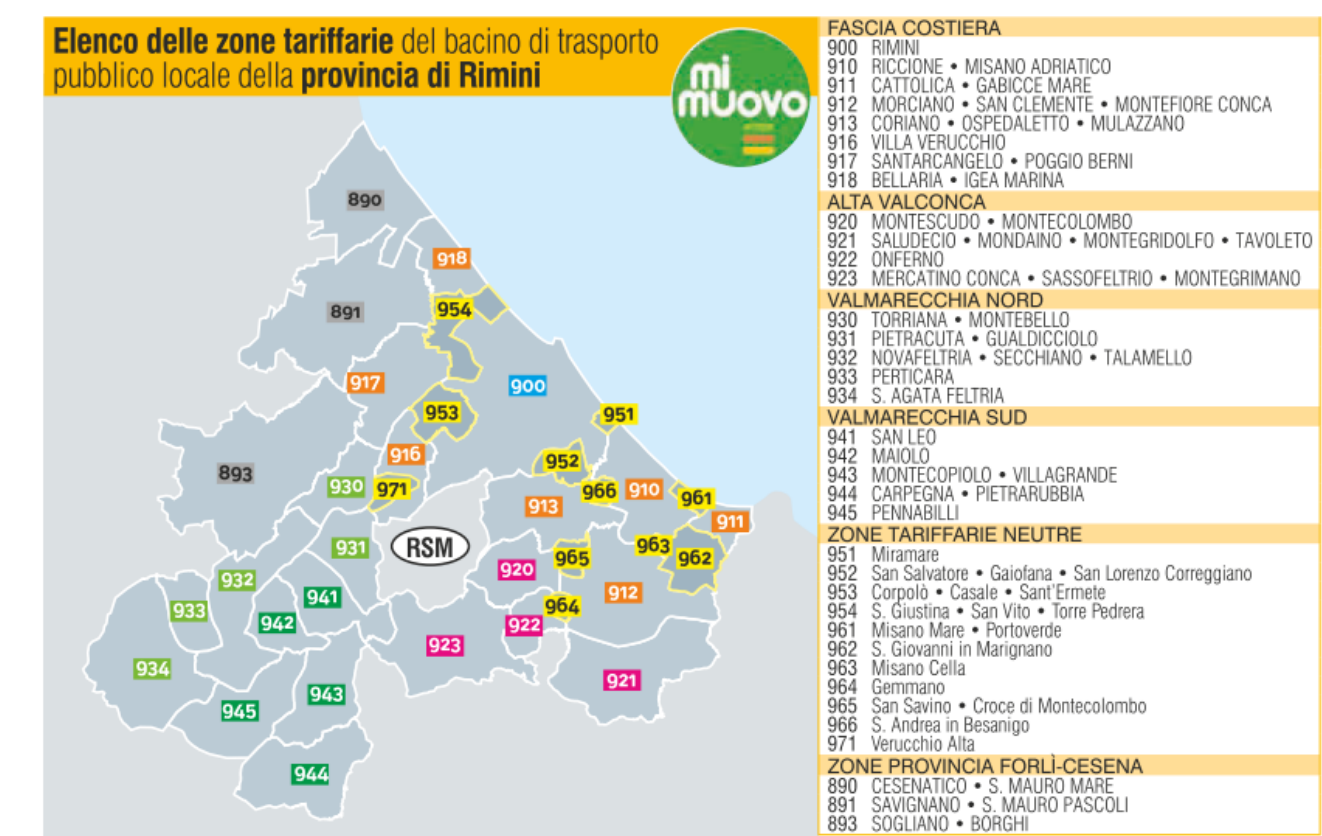 Elenco delle zone tariffarie del bacino di trasporto
pubblico locale della provincia di Rimini
mi
muovo
890
918
891
954
917
900
953
951
916
952
893
930
971
966
910
961
913
911
931
RSM
963
965
962
920
932
941
912
933
964
942
922
923
934
921
943
945
944
FASCIA COSTIERA
900 RIMINI
910 RICCIONE • MISANO ADRIATICO
911 CATTOLICA • GABICCE MARE
912 MORCIANO • SAN CLEMENTE • MONTEFIORE CONCA
913 CORIANO • OSPEDALETTO • MULAZZANO
916 VILLA VERUCCHIO
917 SANTARCANGELO • POGGIO BERNI
918 BELLARIA • IGEA MARINA
ALTA VALCONCA
920 MONTESCUDO • MONTECOLOMBO
921 SALUDECIO • MONDAINO • MONTEGRIDOLFO • TAVOLETO
922 ONFERNO
923 MERCATINO CONCA • SASSOFELTRIO • MONTEGRIMANO
VALMARECCHIA NORD
930 TORRIANA • MONTEBELLO
931 PIETRACUTA • GUALDICCIOLO
932 NOVAFELTRIA • SECCHIANO • TALAMELLO
933 PERTICARA
934 S. AGATA FELTRIA
VALMARECCHIA SUD
941 SAN LEO
942 MAIOLO
943 MONTECOPIOLO • VILLAGRANDE
944 CARPEGNA • PIETRARUBBIA
945 PENNABILLI
ZONE TARIFFARIE NEUTRE
951 Miramare
952 San Salvatore • Gaiofana • San Lorenzo Correggiano
953 Corpolò • Casale • Sant'Ermete
954 S. Giustina • San Vito • Torre Pedrera
961 Misano Mare • Portoverde
962 S. Giovanni in Marignano
963 Misano Cella
964 Gemmano
965 San Savino • Croce di Montecolombo
966 S. Andrea in Besanigo
971 Verucchio Alta
ZONE PROVINCIA FORLÌ-CESENA
890 CESENATICO • S. MAURO MARE
891 SAVIGNANO • S. MAURO PASCOLI
893 SOGLIANO • BORGHI